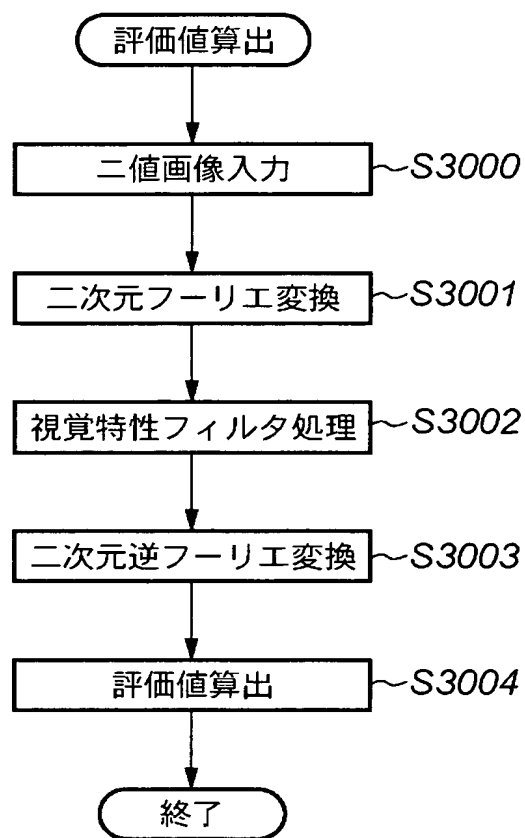 評価値算出
二値画像入力 S3000
二次元フーリエ変換 S3001
視覚特性フィルタ処理 S3002
二次元逆フーリエ変換 S3003
評価値算出 S3004
終了